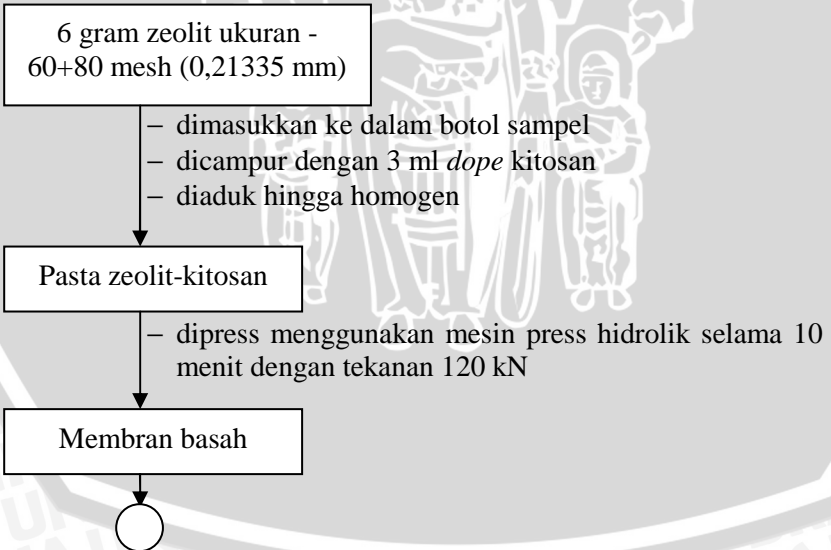 6 gram zeolit ukuran -
60+80 mesh (0,21335 mm)
− dimasukkan ke dalam botol sampel
− dicampur dengan 3 ml dope kitosan
− diaduk hingga homogen
Pasta zeolit-kitosan
− dipress menggunakan mesin press hidrolik selama 10
menit dengan tekanan 120 kN
Membran basah